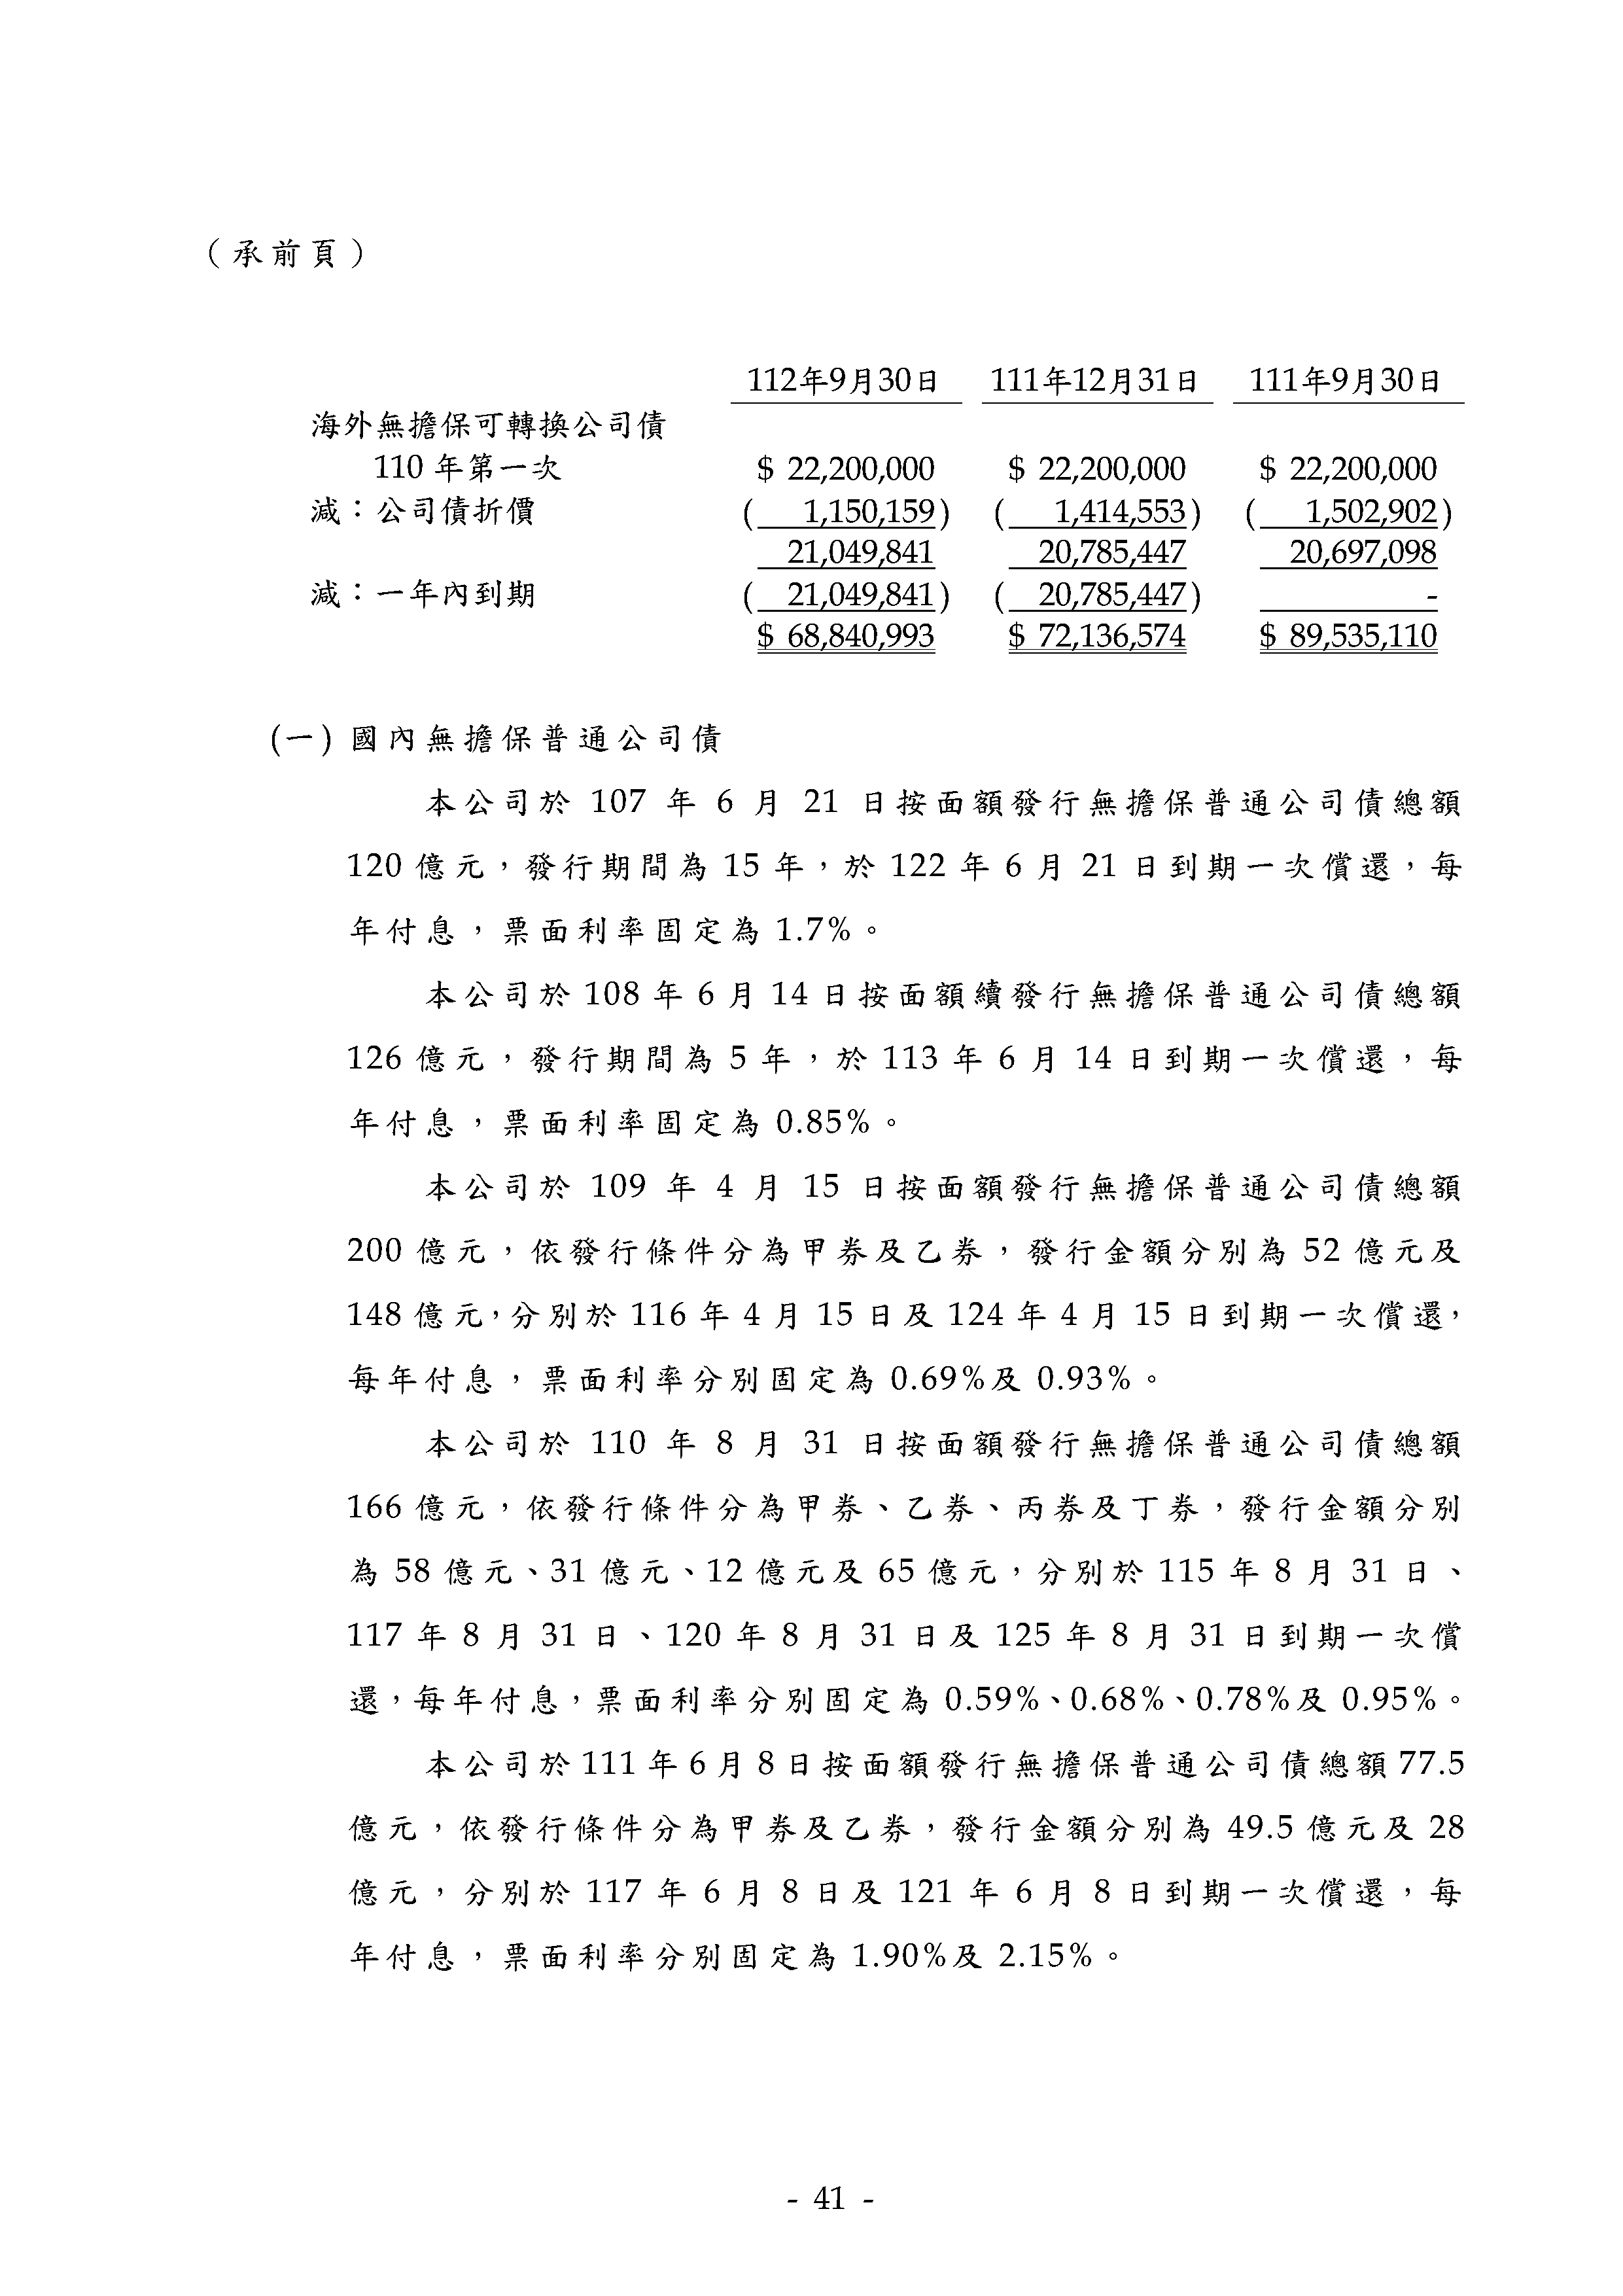 （承前頁）
112年9月30日 111年12月31日 111年9月30日
海外無擔保可轉換公司債
110 年第一次 $ 22,200,000 $ 22,200,000 $ 22,200,000
減：公司債折價 ( 1,150,159) ( 1,414,553) ( 1,502,902)
21,049,841 20,785,447 20,697,098
減：一年內到期 ( 21,049,841) ( 20,785,447) -
$ 68,840,993 $ 72,136,574 $ 89,535,110
(一) 國內無擔保普通公司債
本公司於 107 年 6 月 21 日按面額發行無擔保普通公司債總額
120 億元，發行期間為 15 年，於 122 年 6 月 21 日到期一次償還，每
年付息，票面利率固定為 1.7%。
本公司於 108 年 6 月 14 日按面額續發行無擔保普通公司債總額
126 億元，發行期間為 5 年，於 113 年 6 月 14 日到期一次償還，每
年付息，票面利率固定為 0.85%。
本公司於 109 年 4 月 15 日按面額發行無擔保普通公司債總額
200 億元，依發行條件分為甲券及乙券，發行金額分別為 52 億元及
148 億元，分別於 116 年 4 月 15 日及 124 年 4 月 15 日到期一次償還，
每年付息，票面利率分別固定為 0.69%及 0.93%。
本公司於 110 年 8 月 31 日按面額發行無擔保普通公司債總額
166 億元，依發行條件分為甲券、乙券、丙券及丁券，發行金額分別
為 58 億元、31 億元、12 億元及 65 億元，分別於 115 年 8 月 31 日、
117 年 8 月 31 日、120 年 8 月 31 日及 125 年 8 月 31 日到期一次償
還，每年付息，票面利率分別固定為 0.59%、0.68%、0.78%及 0.95%。
本公司於 111 年 6 月 8 日按面額發行無擔保普通公司債總額 77.5
億元，依發行條件分為甲券及乙券，發行金額分別為 49.5 億元及 28
億元，分別於 117 年 6 月 8 日及 121 年 6 月 8 日到期一次償還，每
年付息，票面利率分別固定為 1.90%及 2.15%。
- 41 -